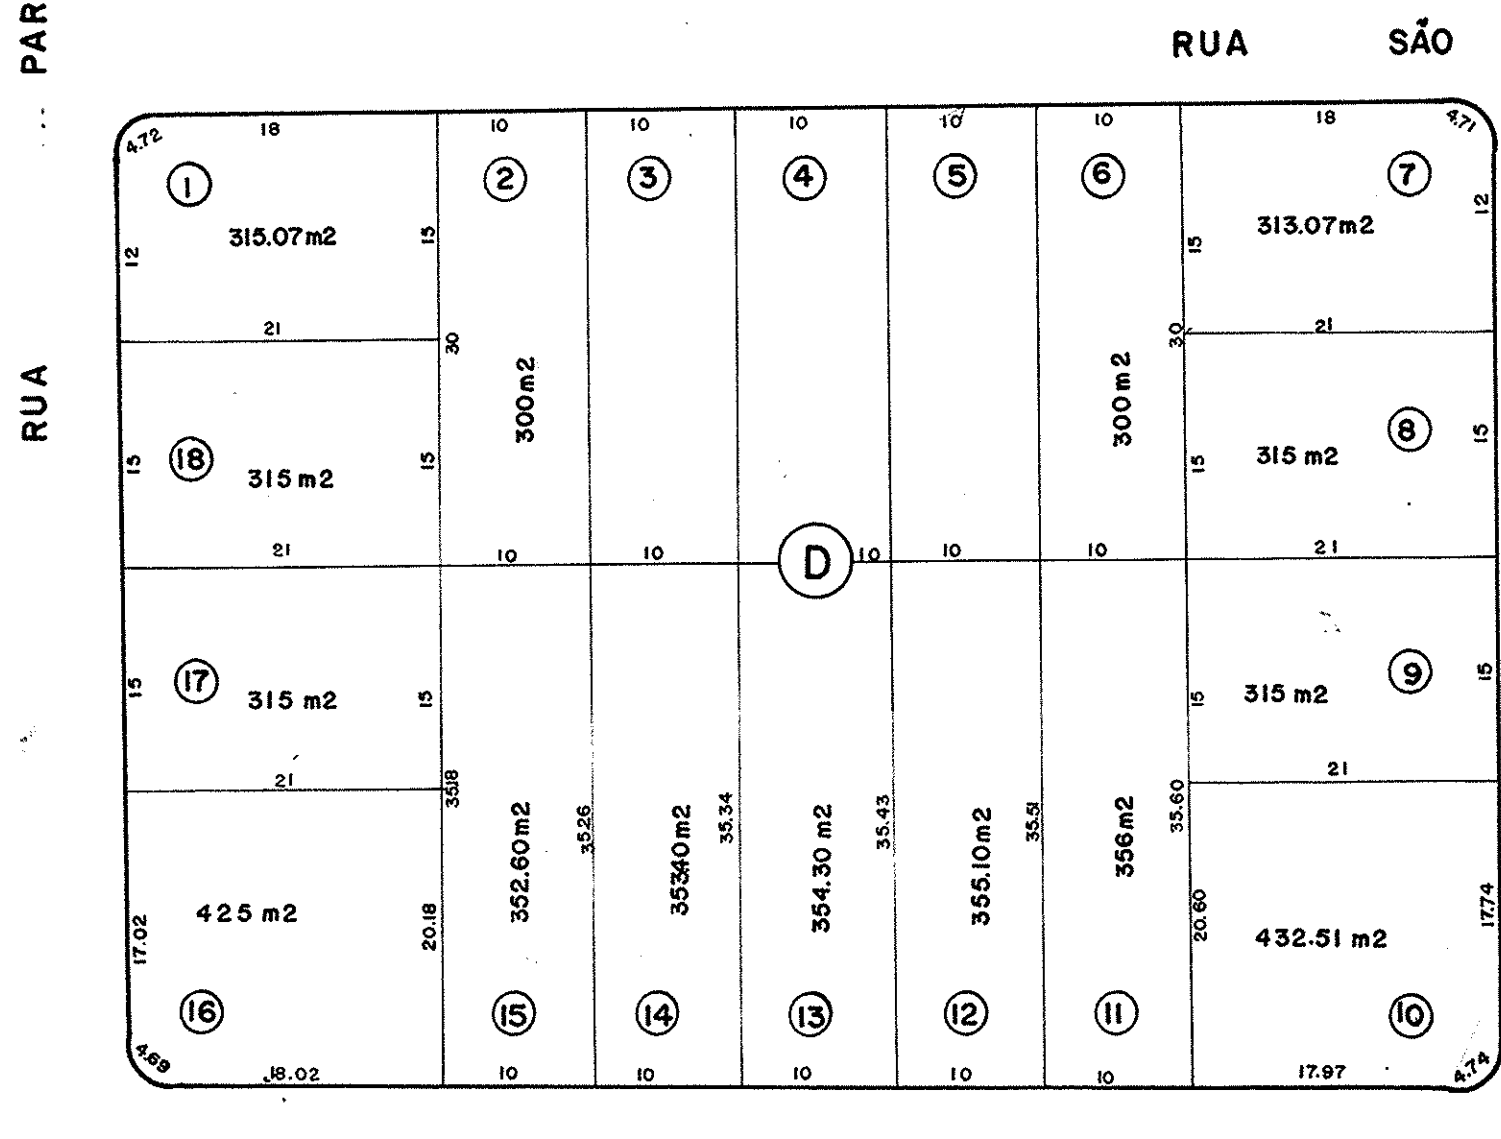 PAR
RUA SÃO
RUA
4.72 18 10 10 10 10 10 18 4.71
1 2 3 4 5 6 7
315.07m2 313.07m2
12 15 15 12
21 30 30 21
300m2 300m2
18 8
15 315m2 15 15 315 m2 15
21 10 10 D 10 10 10 21
17 9
15 315 m2 15 15 315 m2 15
21 21
35.18 35.26 35.34 35.43 35.51 35.60
352.60m2 353.40m2 354.30 m2 355.10m2 356m2
425 m2 432.51 m2
17.02 20.18 20.60 17.74
16 15 14 13 12 11 10
4.69 18.02 10 10 10 10 10 17.97 4.74